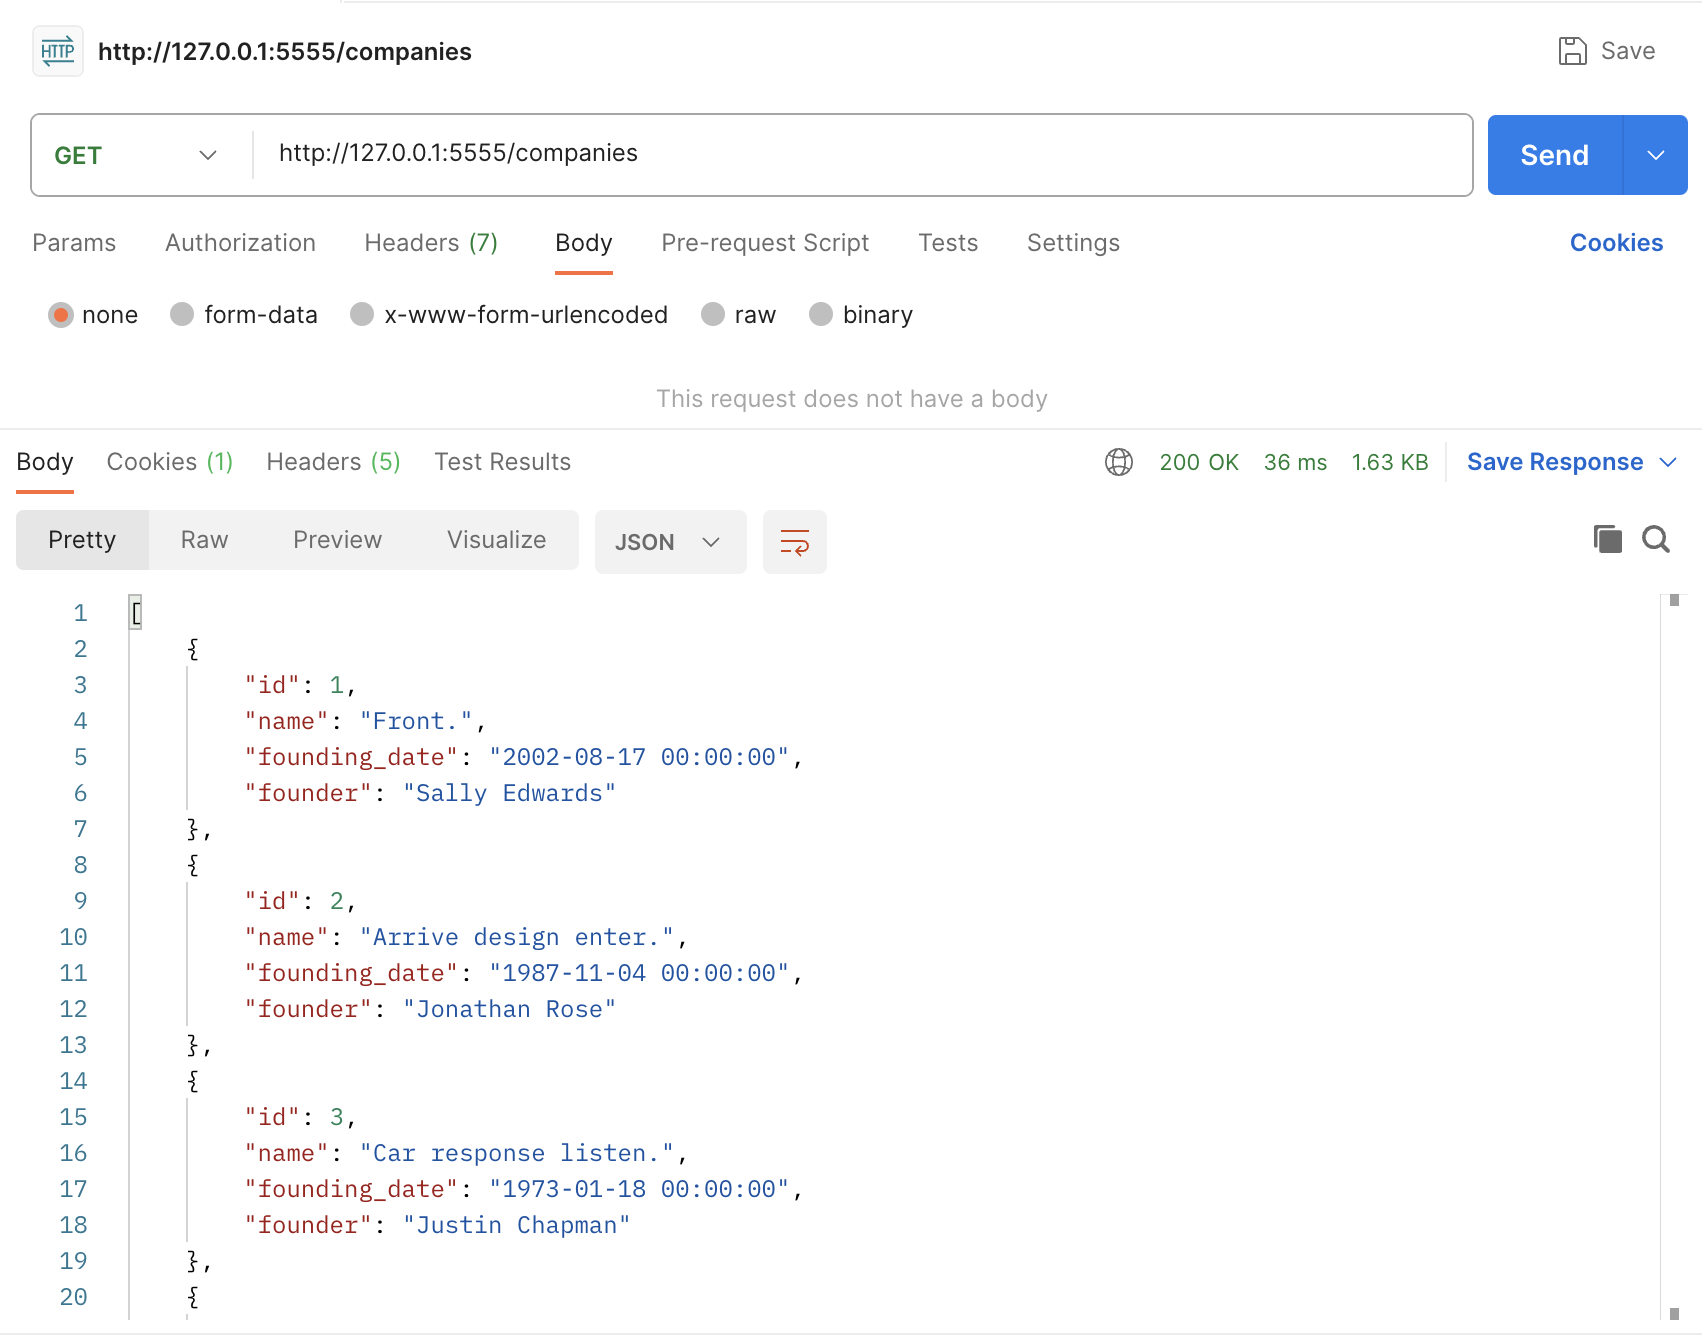 HTTP http://127.0.0.1:5555/companies Save
GET http://127.0.0.1:5555/companies Send
Params Authorization Headers (7) Body Pre-request Script Tests Settings Cookies
none form-data x-www-form-urlencoded raw binary
This request does not have a body
Body Cookies (1) Headers (5) Test Results 200 OK 36 ms 1.63 KB Save Response
Pretty Raw Preview Visualize JSON
1 [
2 {
3 "id": 1,
4 "name": "Front.",
5 "founding_date": "2002-08-17 00:00:00",
6 "founder": "Sally Edwards"
7 },
8 {
9 "id": 2,
10 "name": "Arrive design enter.",
11 "founding_date": "1987-11-04 00:00:00",
12 "founder": "Jonathan Rose"
13 },
14 {
15 "id": 3,
16 "name": "Car response listen.",
17 "founding_date": "1973-01-18 00:00:00",
18 "founder": "Justin Chapman"
19 },
20 {